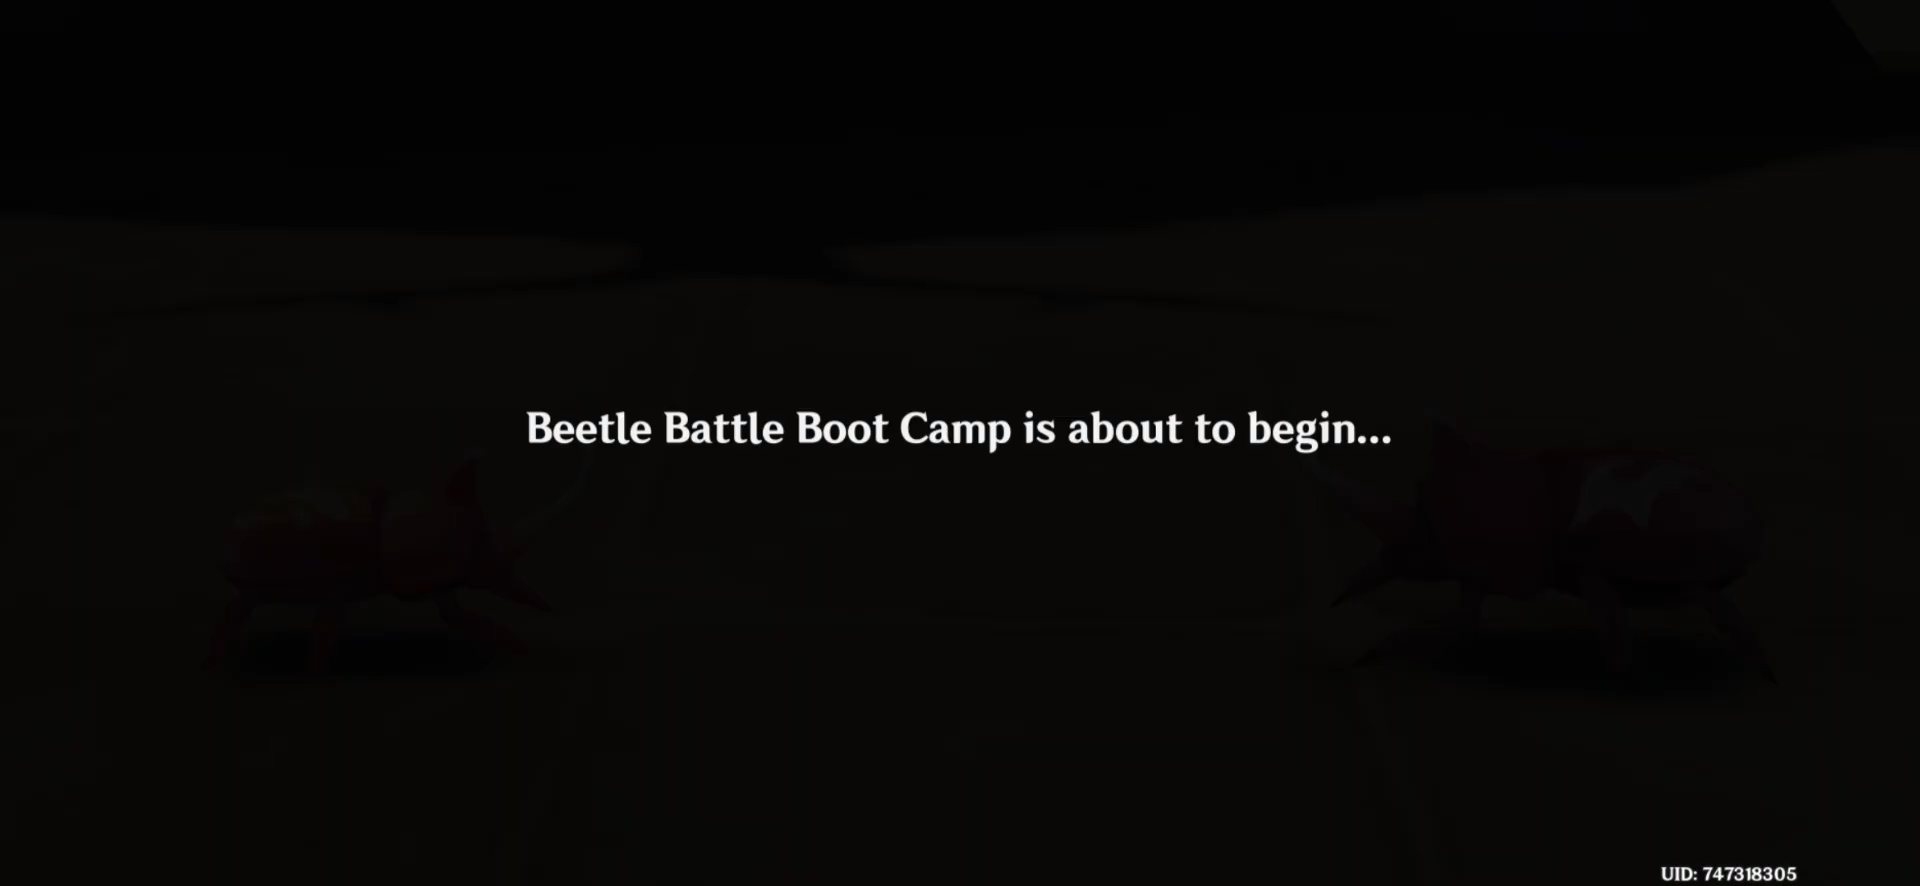 Beetle Battle Boot Camp is about to begin...
UID: 747318305